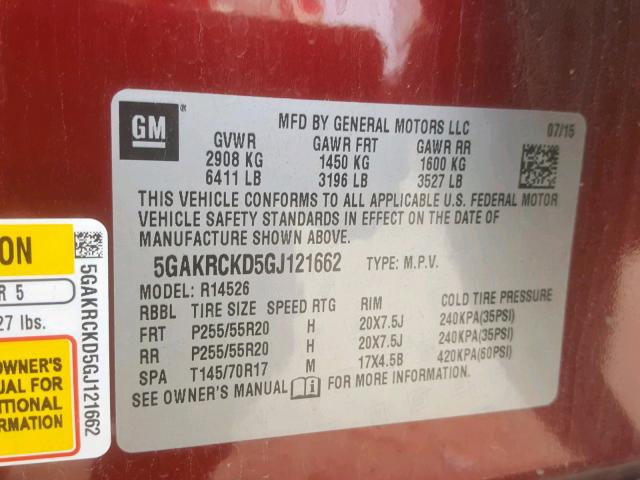 GM ®
MFD BY GENERAL MOTORS LLC 07/15
GVWR GAWR FRT GAWR RR
2908 KG 1450 KG 1600 KG
6411 LB 3196 LB 3527 LB
THIS VEHICLE CONFORMS TO ALL APPLICABLE U.S. FEDERAL MOTOR
VEHICLE SAFETY STANDARDS IN EFFECT ON THE DATE OF
MANUFACTURE SHOWN ABOVE.
5GAKRCKD5GJ121662 TYPE: M.P.V.
MODEL: R14526
RBBL TIRE SIZE SPEED RTG RIM COLD TIRE PRESSURE
FRT P255/55R20 H 20X7.5J 240KPA(35PSI)
RR P255/55R20 H 20X7.5J 240KPA(35PSI)
SPA T145/70R17 M 17X4.5B 420KPA(60PSI)
SEE OWNER'S MANUAL FOR MORE INFORMATION.
ON
R 5
27 lbs.
OWNER'S
UAL FOR
ITIONAL
RMATION
5GAKRCKD5GJ121662